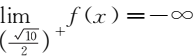 lim f(x) = −∞
(√10/2)⁺